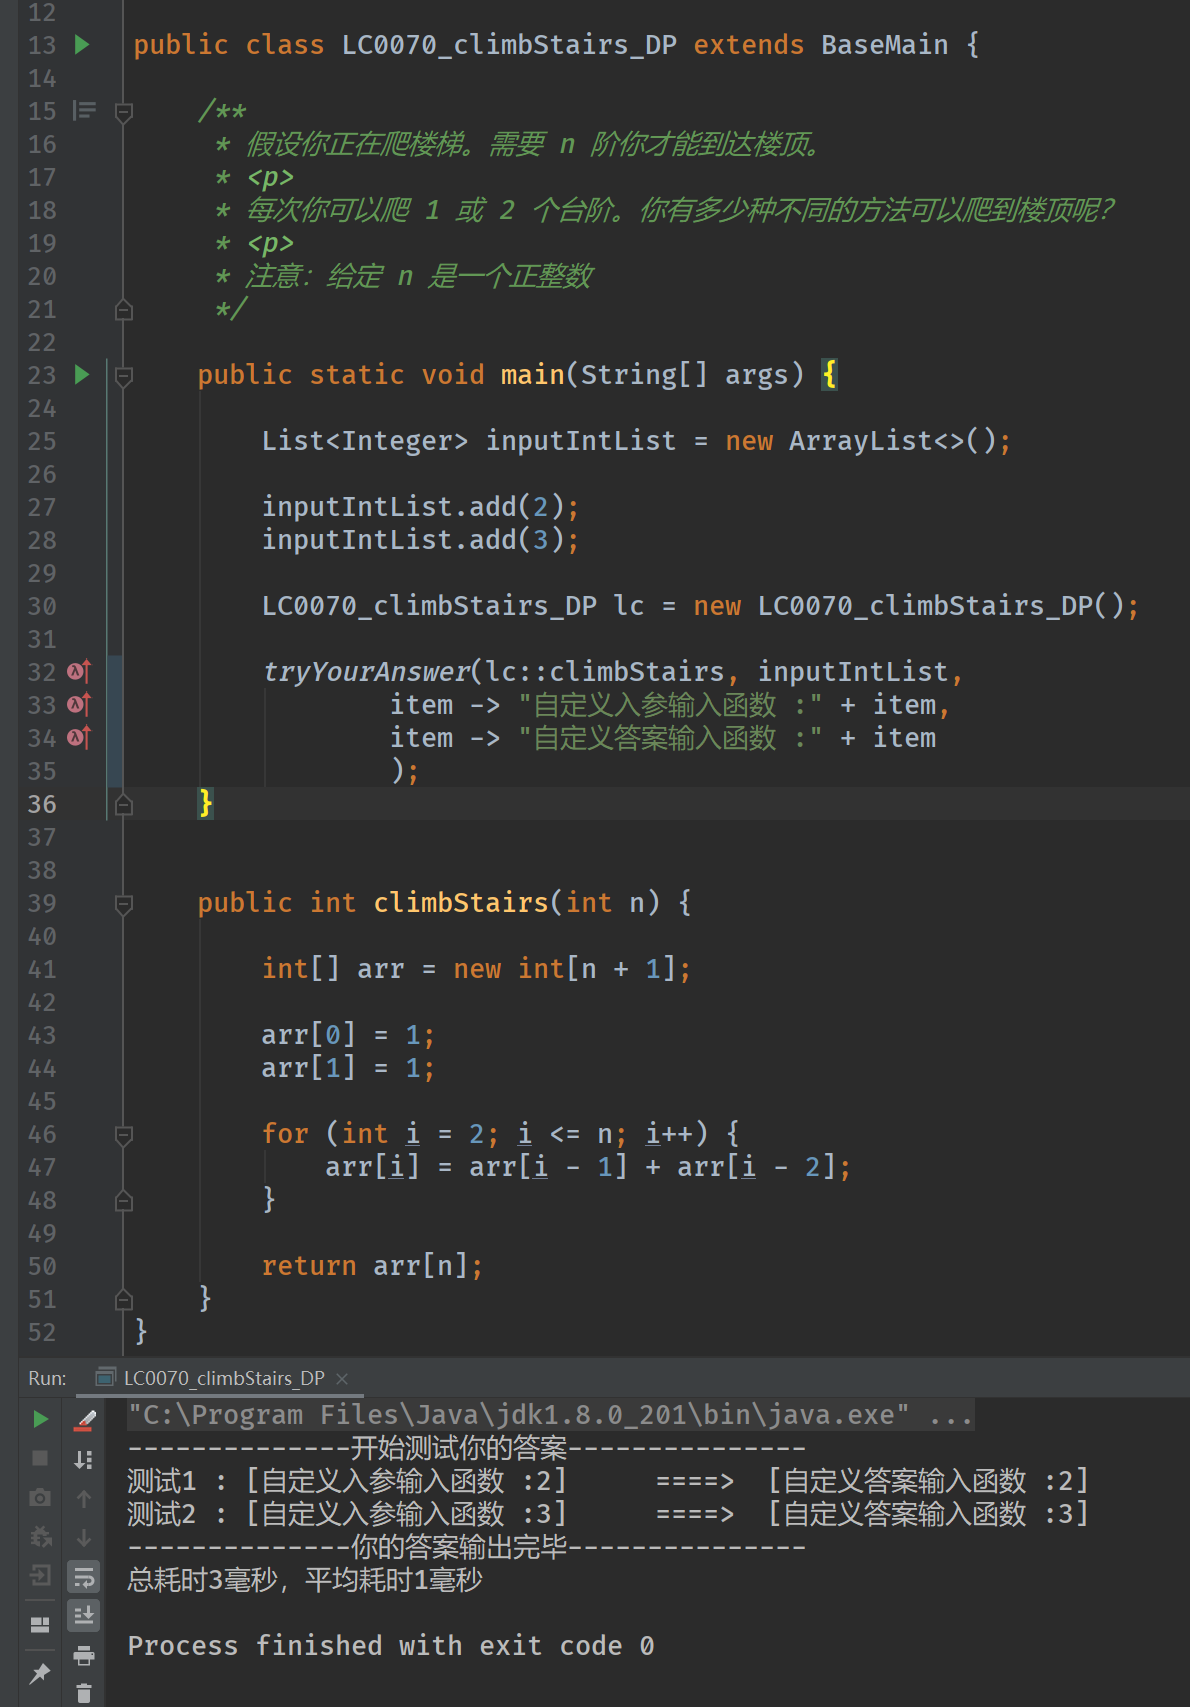 12
13 public class LC0070_climbStairs_DP extends BaseMain {
14
15 /**
16 * 假设你正在爬楼梯。需要 n 阶你才能到达楼顶。
17 * <p>
18 * 每次你可以爬 1 或 2 个台阶。你有多少种不同的方法可以爬到楼顶呢?
19 * <p>
20 * 注意: 给定 n 是一个正整数
21 */
22
23 public static void main(String[] args) {
24
25 List<Integer> inputIntList = new ArrayList<>();
26
27 inputIntList.add(2);
28 inputIntList.add(3);
29
30 LC0070_climbStairs_DP lc = new LC0070_climbStairs_DP();
31
32 tryYourAnswer(lc::climbStairs, inputIntList,
33 item -> "自定义入参输入函数 :" + item,
34 item -> "自定义答案输入函数 :" + item
35 );
36 }
37
38
39 public int climbStairs(int n) {
40
41 int[] arr = new int[n + 1];
42
43 arr[0] = 1;
44 arr[1] = 1;
45
46 for (int i = 2; i <= n; i++) {
47 arr[i] = arr[i - 1] + arr[i - 2];
48 }
49
50 return arr[n];
51 }
52 }
Run: LC0070_climbStairs_DP
"C:\Program Files\Java\jdk1.8.0_201\bin\java.exe" ...
--------------开始测试你的答案---------------
测试1 : [自定义入参输入函数 :2] ====> [自定义答案输入函数 :2]
测试2 : [自定义入参输入函数 :3] ====> [自定义答案输入函数 :3]
--------------你的答案输出完毕---------------
总耗时3毫秒, 平均耗时1毫秒
Process finished with exit code 0